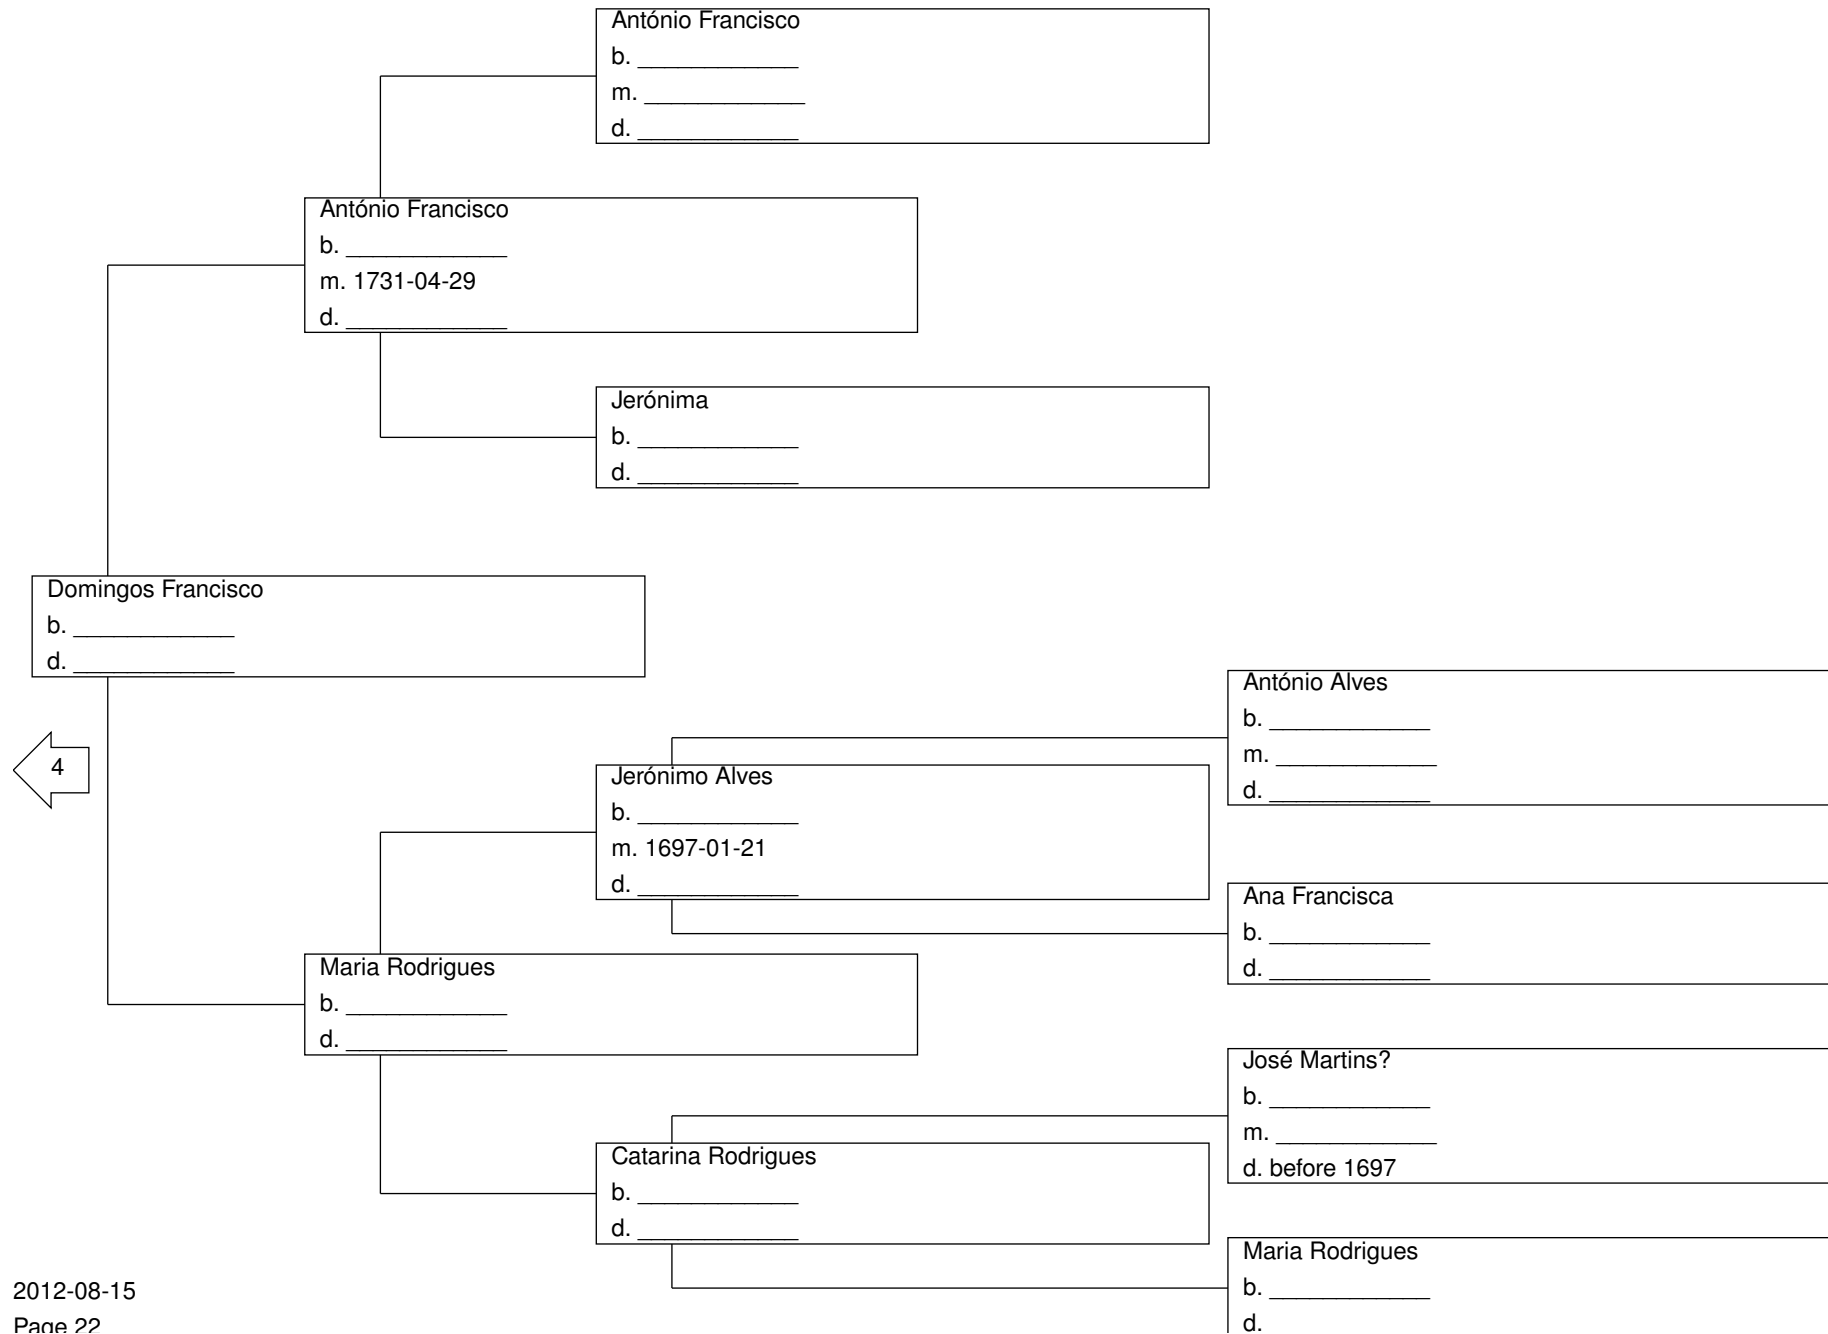 António Francisco
b. ____________
m. ____________
d. ____________
António Francisco
b. ____________
m. 1731-04-29
d. ____________
Jerónima
b. ____________
d. ____________
Domingos Francisco
b. ____________
d. ____________
António Alves
b. ____________
m. ____________
d. ____________
4
Jerónimo Alves
b. ____________
m. 1697-01-21
d. ____________
Ana Francisca
b. ____________
d. ____________
Maria Rodrigues
b. ____________
d. ____________
José Martins?
b. ____________
m. ____________
d. before 1697
Catarina Rodrigues
b. ____________
d. ____________
Maria Rodrigues
b. ____________
d.
2012-08-15
Page 22